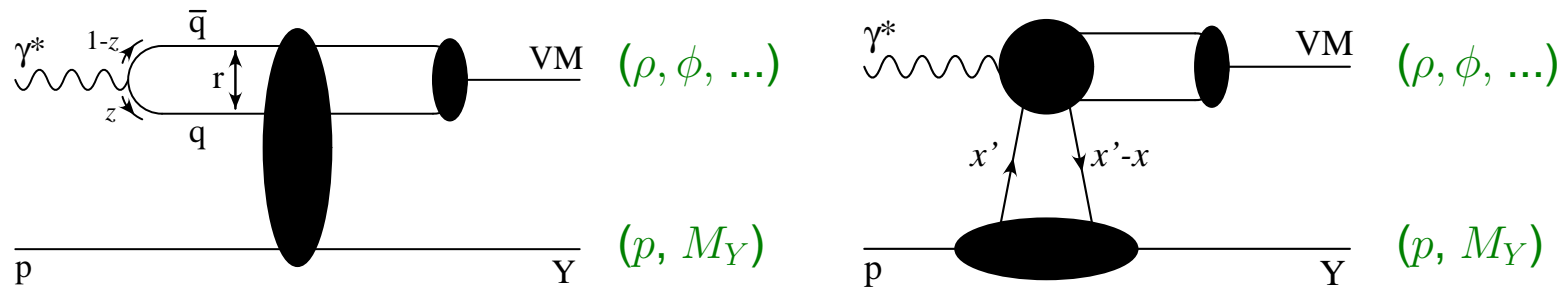 γ* 1-z q̄ r z q VM (ρ, ϕ, ...)
p Y (p, M_Y)
γ* VM (ρ, ϕ, ...)
x' x'-x
p Y (p, M_Y)